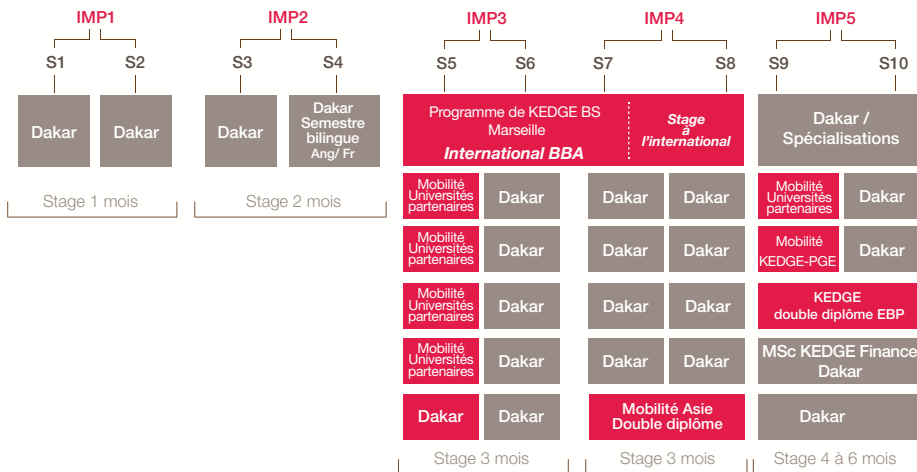 IMP1 IMP2 IMP3 IMP4 IMP5
S1 S2 S3 S4 S5 S6 S7 S8 S9 S10
Dakar
Dakar
Dakar
Dakar
Semestre
bilingue
Ang/ Fr
Programme de KEDGE BS
Marseille
International BBA
Stage
à
l'international
Dakar /
Spécialisations
Stage 1 mois
Stage 2 mois
Mobilité
Universités
partenaires
Dakar
Dakar
Dakar
Mobilité
Universités
partenaires
Dakar
Mobilité
Universités
partenaires
Dakar
Dakar
Dakar
Mobilité
KEDGE-PGE
Dakar
Mobilité
Universités
partenaires
Dakar
Dakar
Dakar
KEDGE
double diplôme EBP
Mobilité
Universités
partenaires
Dakar
Dakar
Dakar
MSc KEDGE Finance
Dakar
Dakar
Dakar
Mobilité Asie
Double diplôme
Dakar
Stage 3 mois
Stage 3 mois
Stage 4 à 6 mois